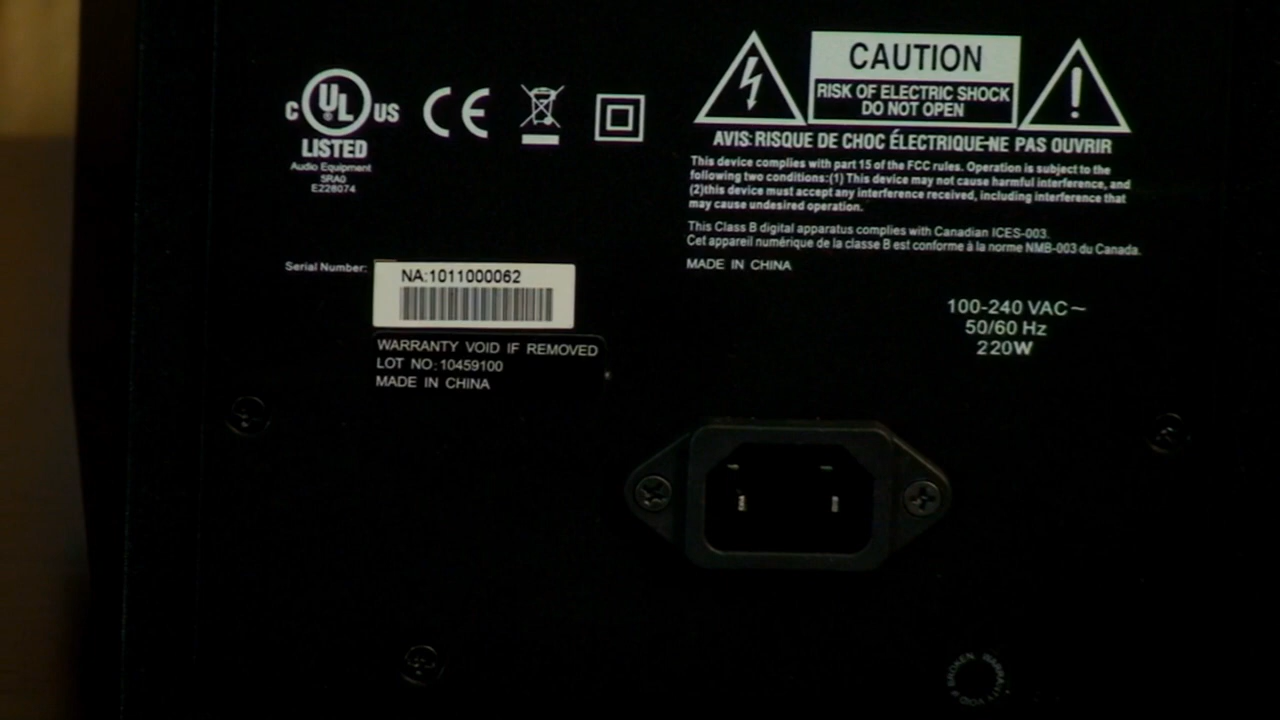 C UL US
LISTED
Audio Equipment
SRA0
E228074
CE
CAUTION
RISK OF ELECTRIC SHOCK
DO NOT OPEN
AVIS: RISQUE DE CHOC ÉLECTRIQUE-NE PAS OUVRIR
This device complies with part 15 of the FCC rules. Operation is subject to the
following two conditions:(1) This device may not cause harmful interference, and
(2)this device must accept any interference received, including interference that
may cause undesired operation.
This Class B digital apparatus complies with Canadian ICES-003.
Cet appareil numérique de la classe B est conforme à la norme NMB-003 du Canada.
MADE IN CHINA
Serial Number:
NA:1011000062
WARRANTY VOID IF REMOVED
LOT NO:10459100
MADE IN CHINA
100-240 VAC~
50/60 Hz
220W
WARRANTY VOID IF BROKEN